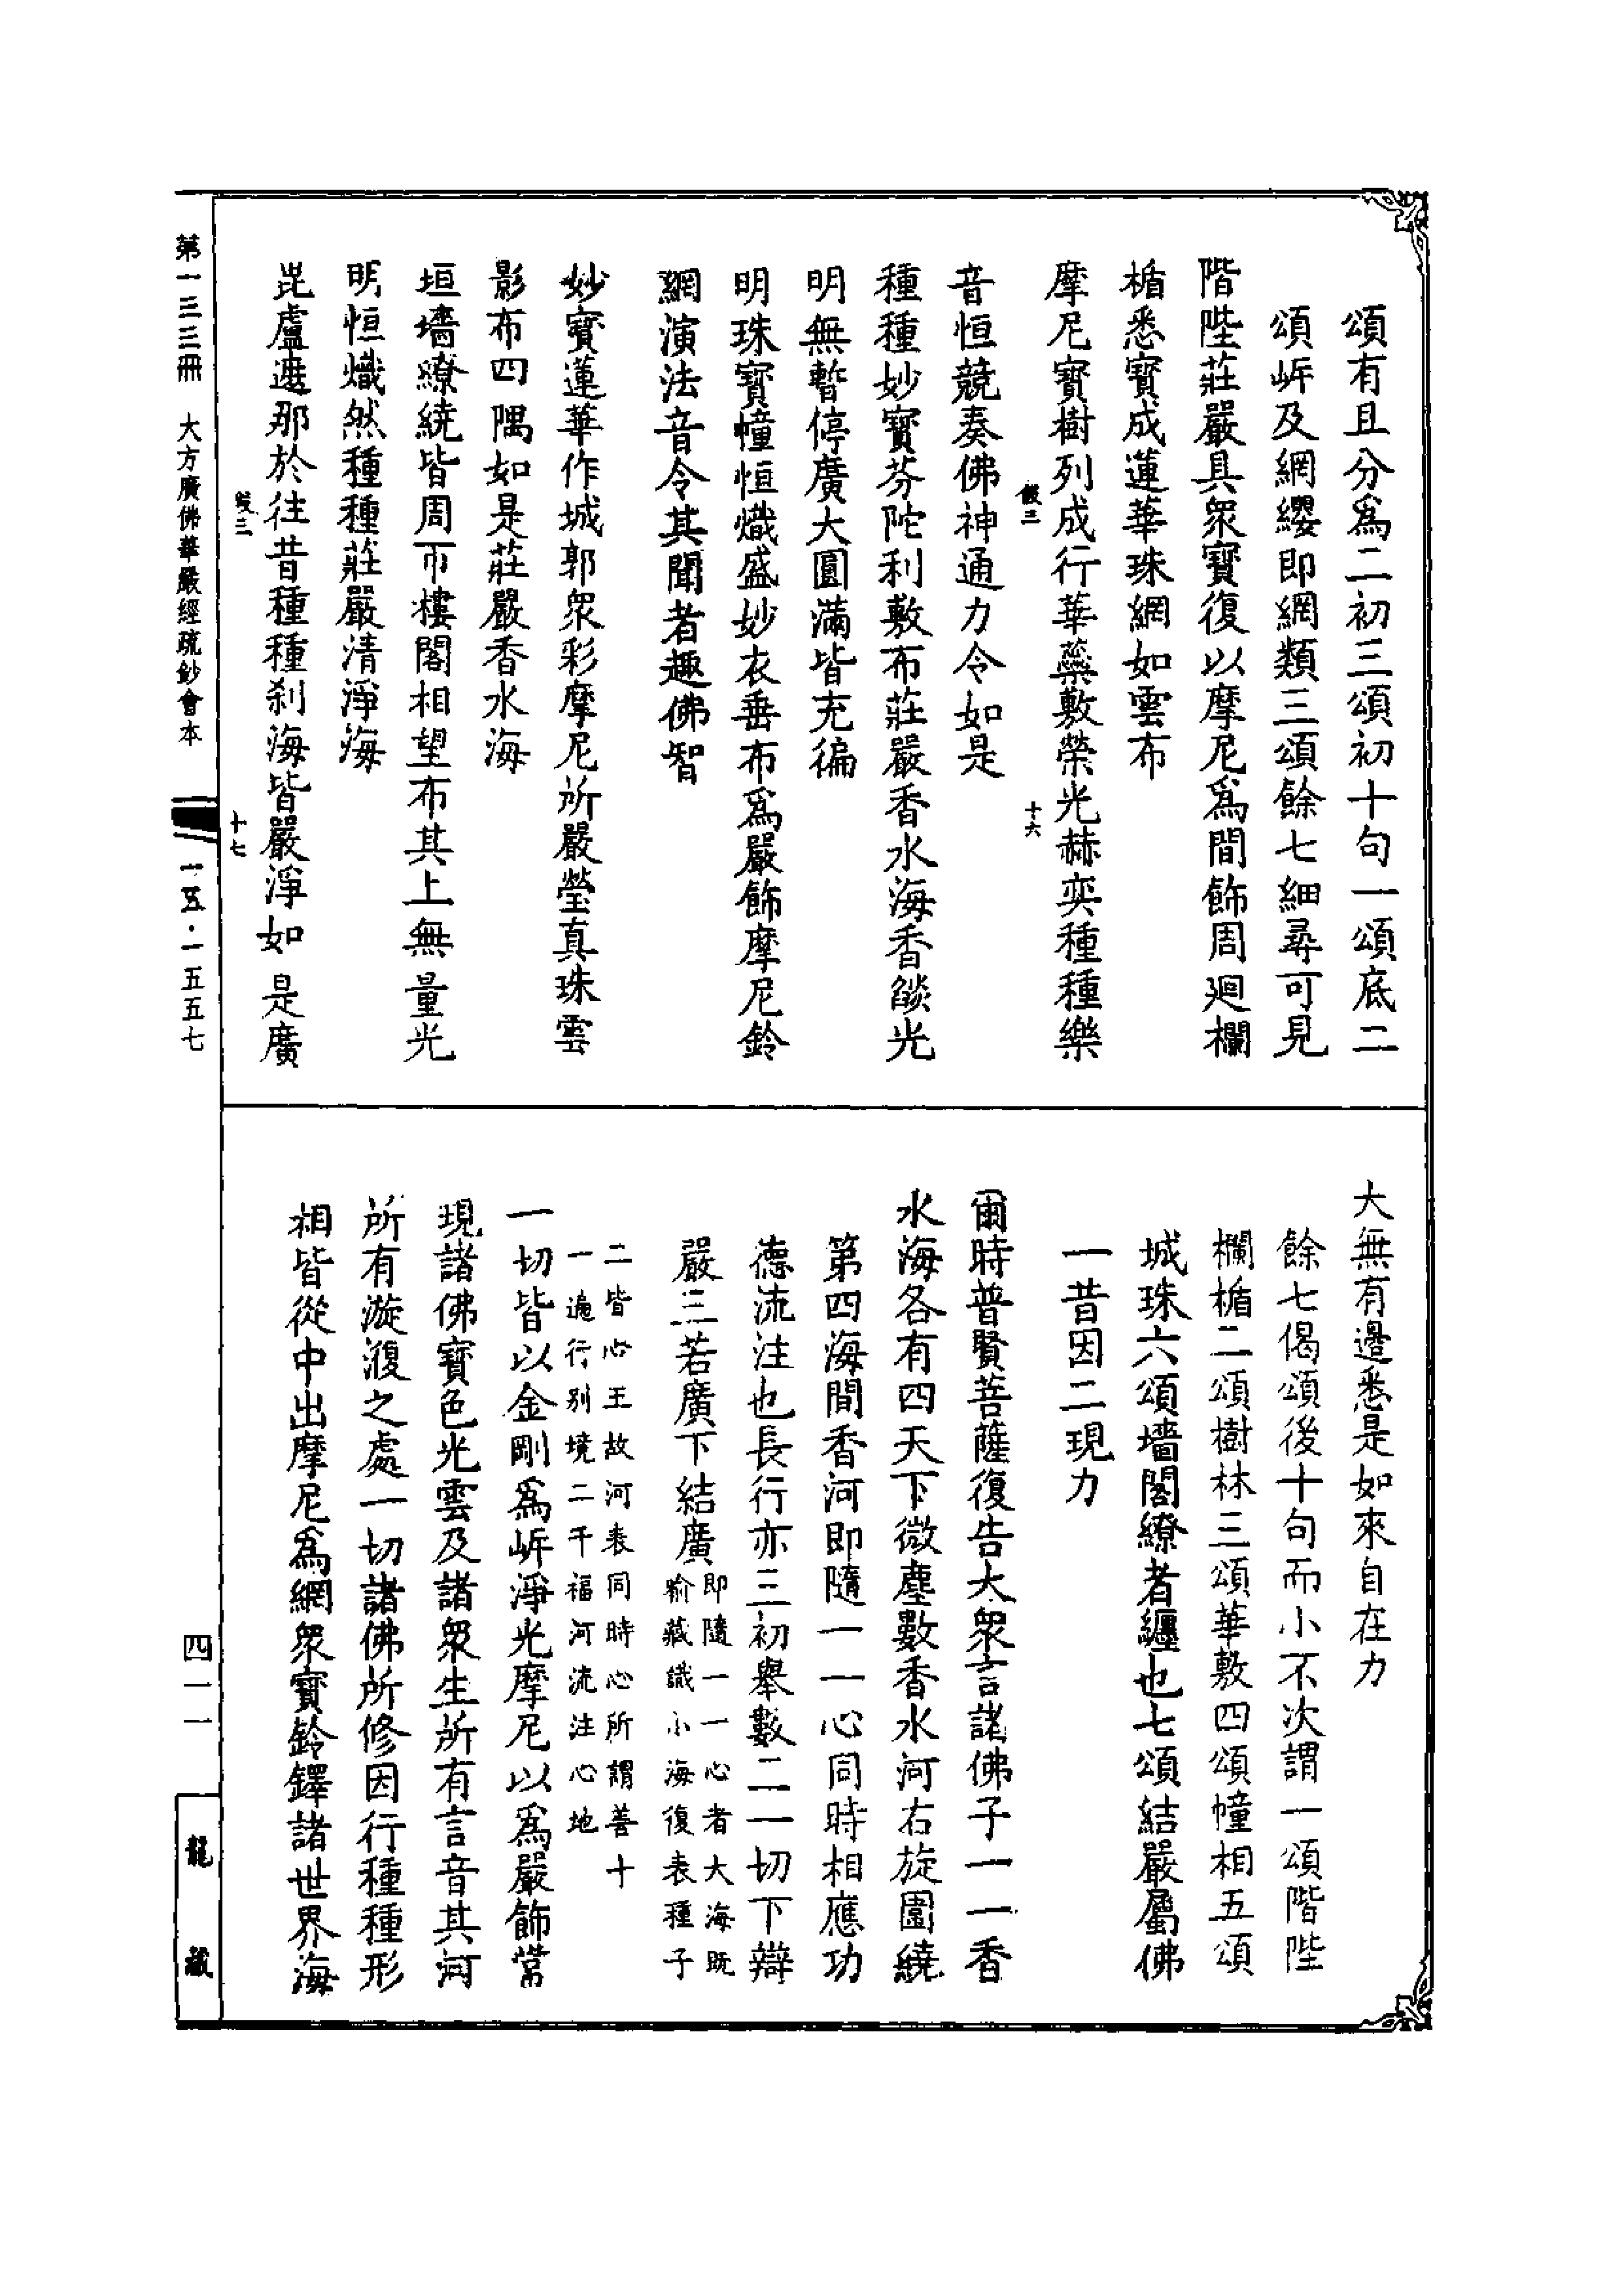 頌有且分爲二初三頌初十句一頌底二
頌岸及網纓即網類三頌餘七細尋可見
階陛莊嚴具衆寶復以摩尼爲間飾周迴欄
楯悉寶成蓮華珠網如雲布
摩尼寶樹列成行華蘂敷榮光赫奕種種樂
十六
音恒競奏佛神通力令如是
種種妙寶芬陀利敷布莊嚴香水海香燄光
明無暫停廣大圓滿皆充徧
明珠寶幢恒熾盛妙衣垂布爲嚴飾摩尼鈴
網演法音令其聞者趣佛智
妙寶蓮華作城郭衆彩摩尼所嚴瑩真珠雲
影布四隅如是莊嚴香水海
垣墻繚繞皆周帀樓閣相望布其上無量光
明恒熾然種種莊嚴清淨海
毘盧遮那於往昔種種刹海皆嚴淨如是廣
十七
大無有邊悉是如來自在力
餘七偈頌後十句而小不次謂一頌階陛
欄楯二頌樹林三頌華敷四頌幢相五頌
城珠六頌墻閣繚者纏也七頌結嚴屬佛
一昔因二現力
爾時普賢菩薩復告大衆言諸佛子一一香
水海各有四天下微塵數香水河右旋圍繞
第四海間香河即隨一一心同時相應功
德流注也長行亦三初舉數二一切下辯
嚴三若廣下結廣即隨一一心者大海既
喻藏識小海復表種子
二皆心王故河表同時心所謂善十
一遍行别境二千福河流注心地
一切皆以金剛爲岸淨光摩尼以爲嚴飾常
現諸佛寶色光雲及諸衆生所有言音其河
所有漩澓之處一切諸佛所修因行種種形
相皆從中出摩尼爲網衆寶鈴鐸諸世界海
第一三三冊 大方廣佛華嚴經疏鈔會本
一五·一五五七
四一一
龍藏